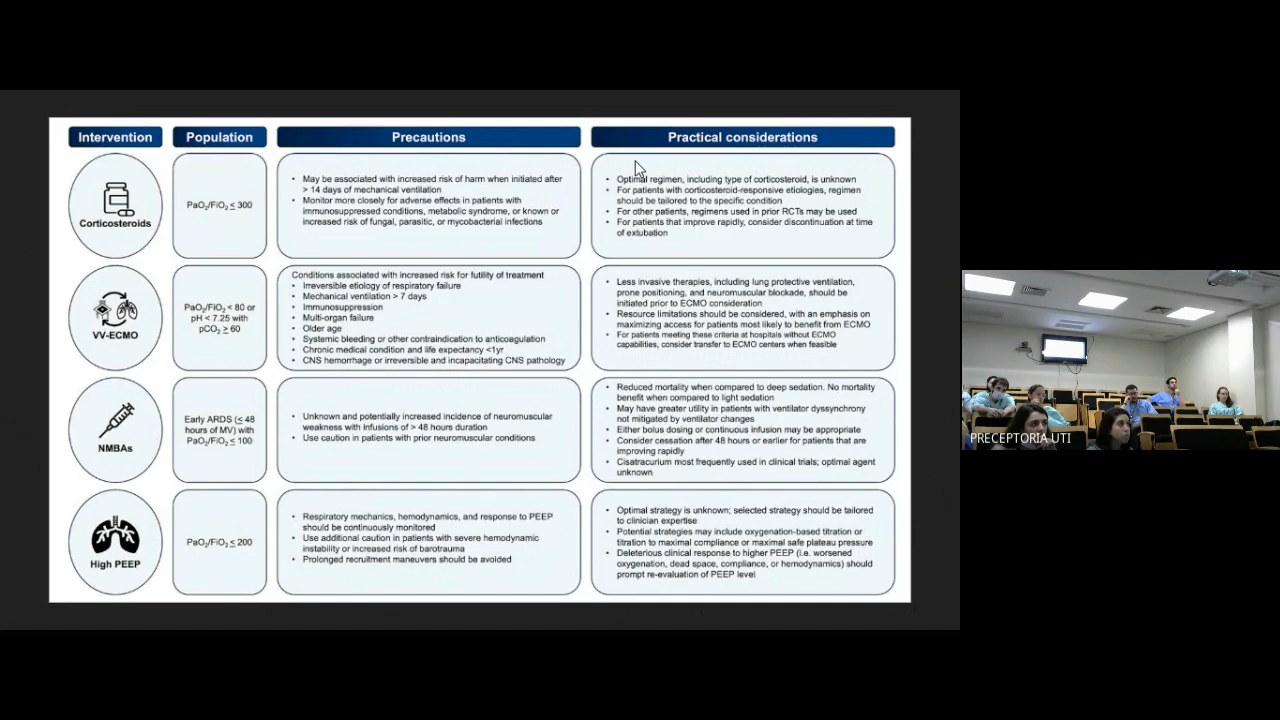 Intervention
Population
Precautions
Practical considerations
Corticosteroids
PaO2/FiO2 ≤ 300
• May be associated with increased risk of harm when initiated after
> 14 days of mechanical ventilation
• Monitor more closely for adverse effects in patients with
immunosuppressed conditions, metabolic syndrome, or known or
increased risk of fungal, parasitic, or mycobacterial infections
• Optimal regimen, including type of corticosteroid, is unknown
• For patients with corticosteroid-responsive etiologies, regimen
should be tailored to the specific condition
• For other patients, regimens used in prior RCTs may be used
• For patients that improve rapidly, consider discontinuation at time
of extubation
VV-ECMO
PaO2/FiO2 < 80 or
pH < 7.25 with
pCO2 ≥ 60
Conditions associated with increased risk for futility of treatment
• Irreversible etiology of respiratory failure
• Mechanical ventilation > 7 days
• Immunosuppression
• Multi-organ failure
• Older age
• Systemic bleeding or other contraindication to anticoagulation
• Chronic medical condition and life expectancy <1yr
• CNS hemorrhage or irreversible and incapacitating CNS pathology
• Less invasive therapies, including lung protective ventilation,
prone positioning, and neuromuscular blockade, should be
initiated prior to ECMO consideration
• Resource limitations should be considered, with an emphasis on
maximizing access for patients most likely to benefit from ECMO
• For patients meeting these criteria at hospitals without ECMO
capabilities, consider transfer to ECMO centers when feasible
NMBAs
Early ARDS (≤ 48
hours of MV) with
PaO2/FiO2 ≤ 100
• Unknown and potentially increased incidence of neuromuscular
weakness with infusions of > 48 hours duration
• Use caution in patients with prior neuromuscular conditions
• Reduced mortality when compared to deep sedation. No mortality
benefit when compared to light sedation
• May have greater utility in patients with ventilator dyssynchrony
not mitigated by ventilator changes
• Either bolus dosing or continuous infusion may be appropriate
• Consider cessation after 48 hours or earlier for patients that are
improving rapidly
• Cisatracurium most frequently used in clinical trials; optimal agent
unknown
High PEEP
PaO2/FiO2 ≤ 200
• Respiratory mechanics, hemodynamics, and response to PEEP
should be continuously monitored
• Use additional caution in patients with severe hemodynamic
instability or increased risk of barotrauma
• Prolonged recruitment maneuvers should be avoided
• Optimal strategy is unknown; selected strategy should be tailored
to clinician expertise
• Potential strategies may include oxygenation-based titration or
titration to maximal compliance or maximal safe plateau pressure
• Deleterious clinical response to higher PEEP (i.e. worsened
oxygenation, dead space, compliance, or hemodynamics) should
prompt re-evaluation of PEEP level
PRECEPTORIA UTI